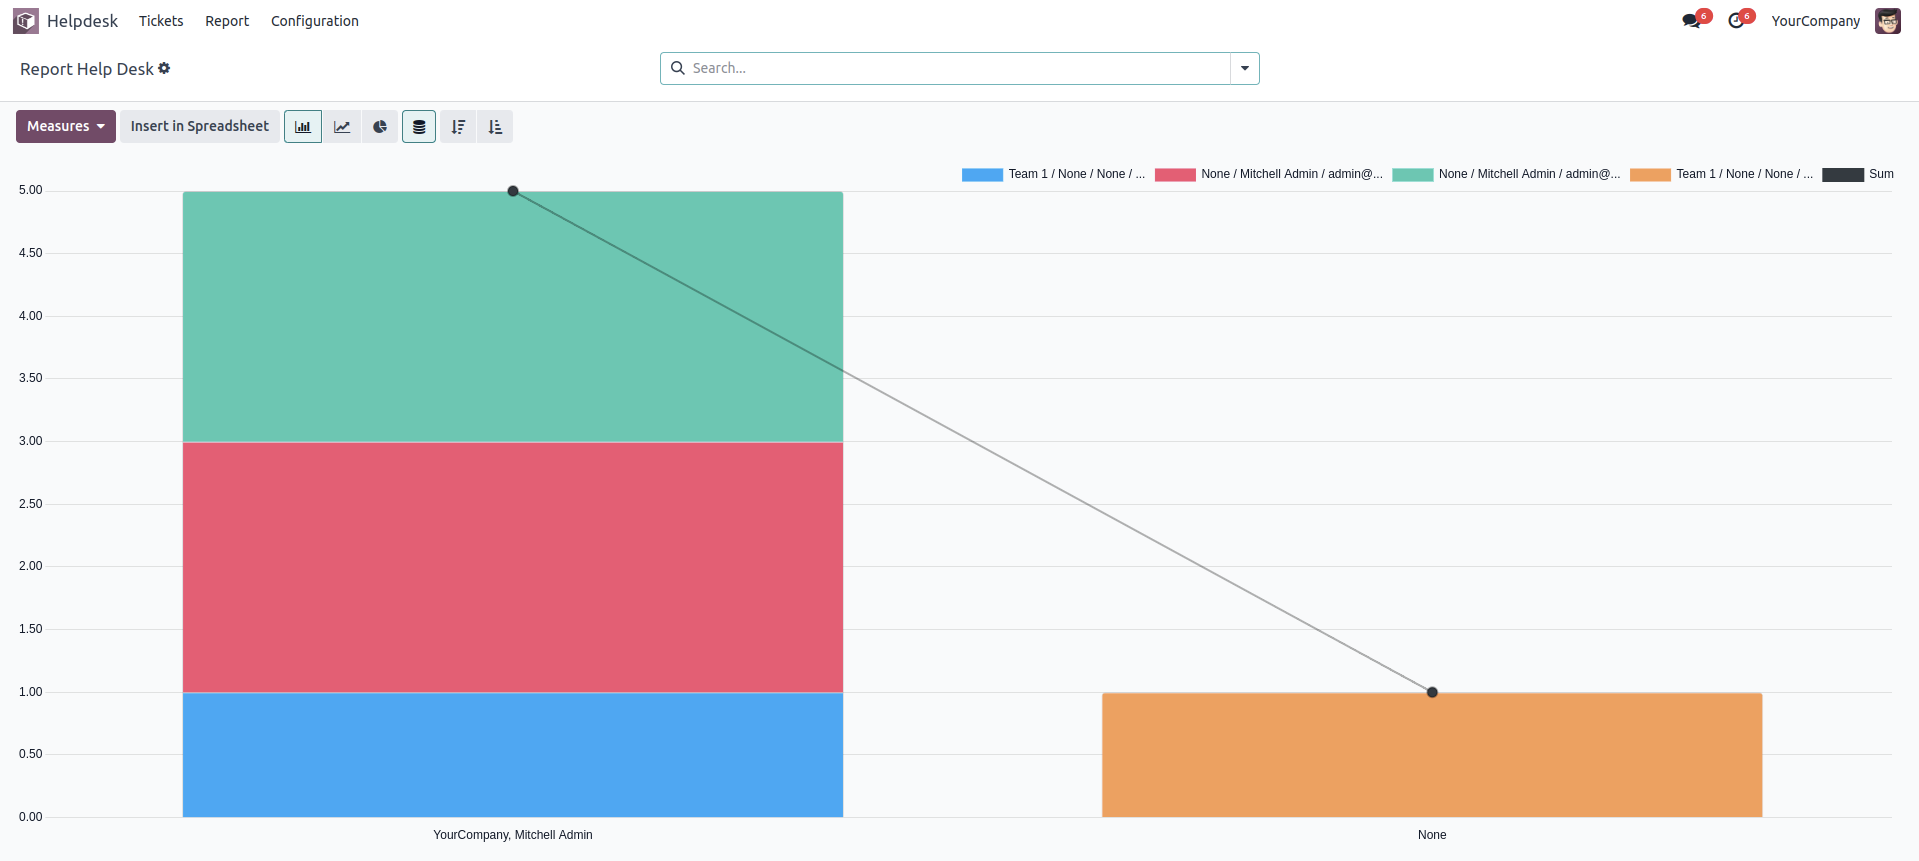 Helpdesk Tickets Report Configuration 6 6 YourCompany
Report Help Desk Search...
Measures Insert in Spreadsheet
Team 1 / None / None / ... None / Mitchell Admin / admin@... None / Mitchell Admin / admin@... Team 1 / None / None / ... Sum
5.00
4.50
4.00
3.50
3.00
2.50
2.00
1.50
1.00
0.50
0.00
YourCompany, Mitchell Admin None